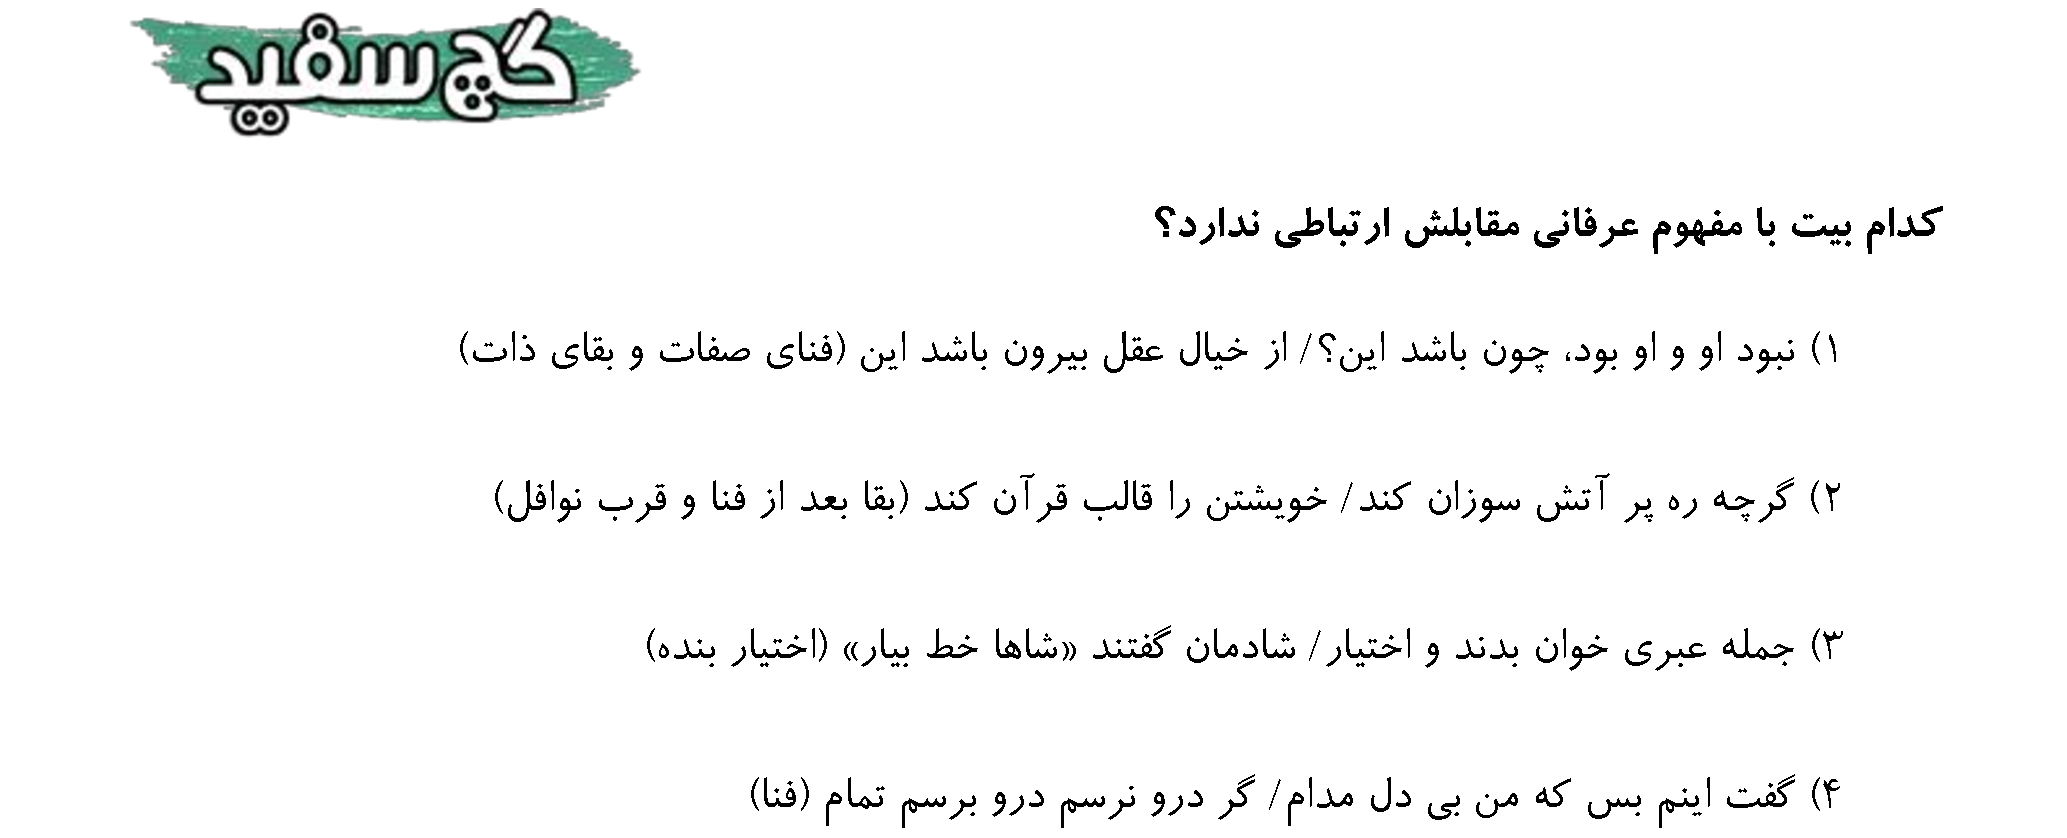 گچ سفید
کدام بیت با مفهوم عرفانی مقابلش ارتباطی ندارد؟
۱) نبود او و او بود، چون باشد این؟/ از خیال عقل بیرون باشد این (فنای صفات و بقای ذات)
۲) گرچه ره پر آتش سوزان کند/ خویشتن را قالب قرآن کند (بقا بعد از فنا و قرب نوافل)
۳) جمله عبری خوان بدند و اختیار/ شادمان گفتند «شاها خط بیار» (اختیار بنده)
۴) گفت اینم بس که من بی دل مدام/ گر درو نرسم درو برسم تمام (فنا)